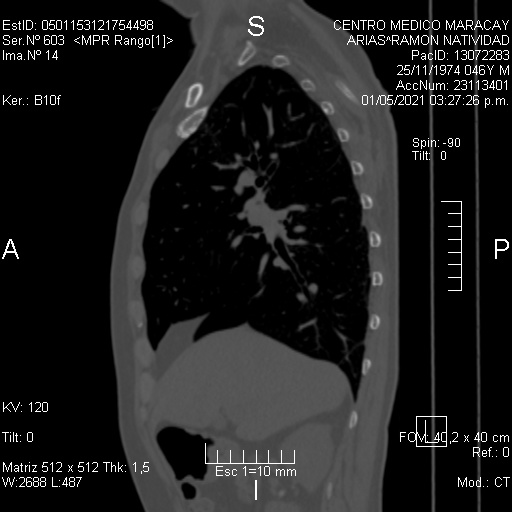 EstID: 0501153121754498
Ser.Nº 603 <MPR Rango[1]>
Ima.Nº 14
Ker.: B10f
S
CENTRO MEDICO MARACAY
ARIAS^RAMON NATIVIDAD
PacID: 13072283
25/11/1974 046Y M
AccNum: 23113401
01/05/2021 03:27:26 p.m.
Spin: -90
Tilt: 0
A
P
KV: 120
Tilt: 0
Matriz 512 x 512 Thk: 1,5
W:2688 L:487
Esc 1=10 mm
I
FOM: 40,2 x 40 cm
Ref.: 0
Mod.: CT